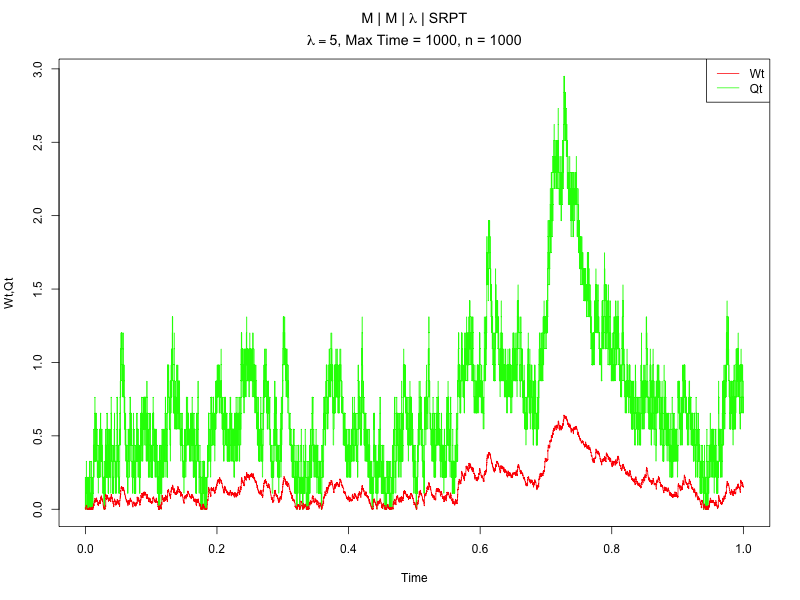 M | M | λ | SRPT
λ = 5, Max Time = 1000, n = 1000
Wt
Qt
Wt,Qt
3.0
2.5
2.0
1.5
1.0
0.5
0.0
0.0 0.2 0.4 0.6 0.8 1.0
Time